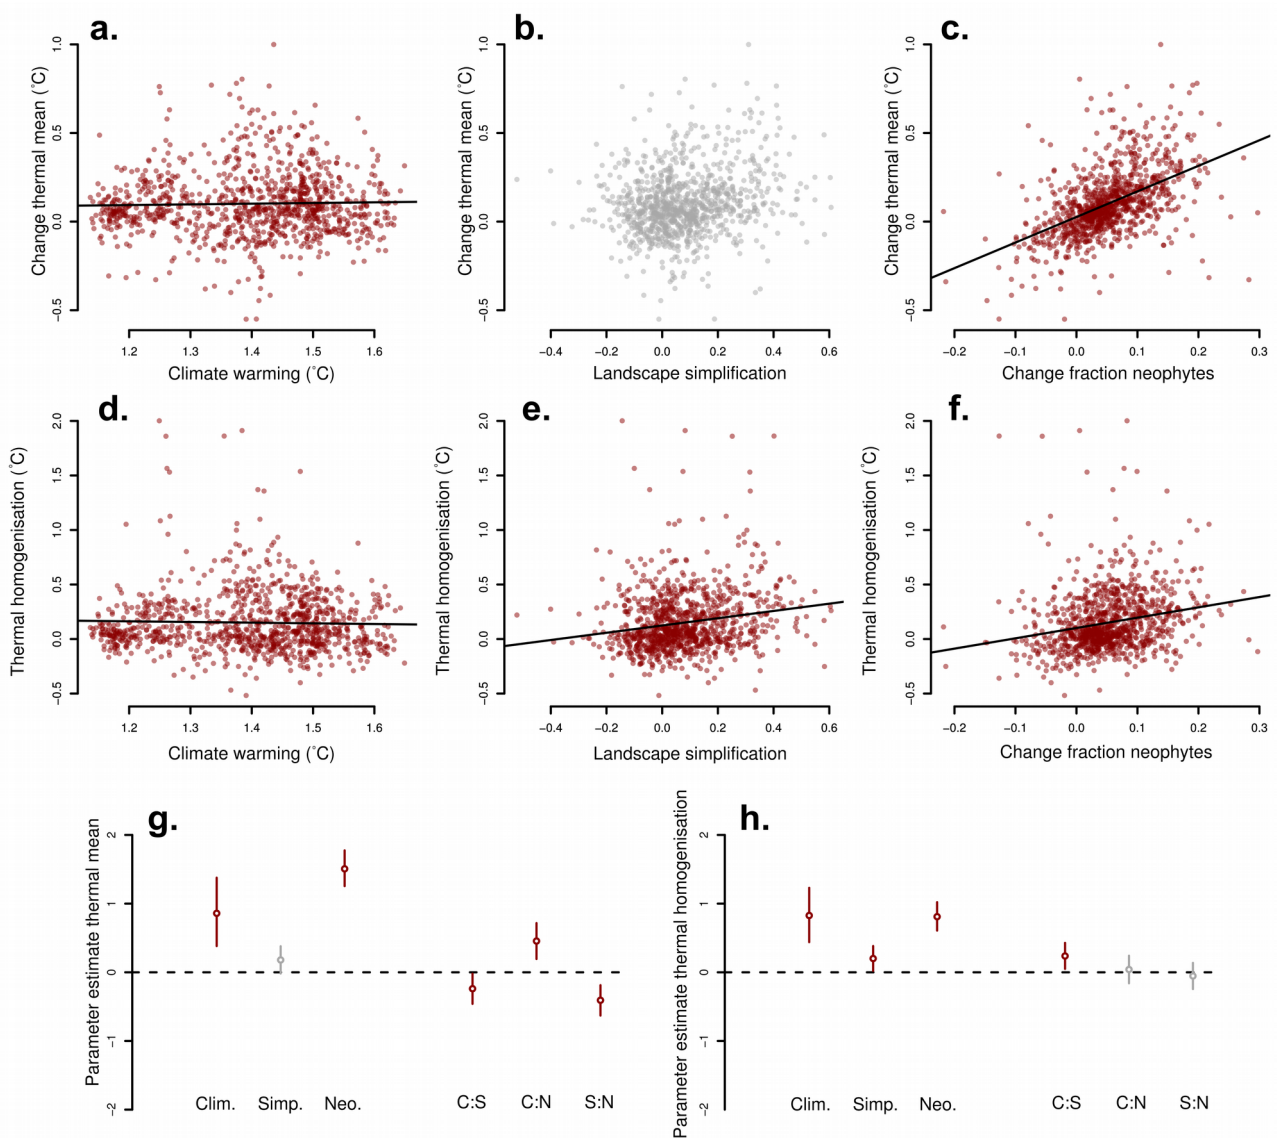 a.
Change thermal mean (°C)
1.0
0.5
0.0
−0.5
1.2 1.3 1.4 1.5 1.6
Climate warming (°C)
b.
Change thermal mean (°C)
1.0
0.5
0.0
−0.5
−0.4 −0.2 0.0 0.2 0.4 0.6
Landscape simplification
c.
Change thermal mean (°C)
1.0
0.5
0.0
−0.5
−0.2 −0.1 0.0 0.1 0.2 0.3
Change fraction neophytes
d.
Thermal homogenisation (°C)
2.0
1.5
1.0
0.5
0.0
−0.5
1.2 1.3 1.4 1.5 1.6
Climate warming (°C)
e.
Thermal homogenisation (°C)
2.0
1.5
1.0
0.5
0.0
−0.5
−0.4 −0.2 0.0 0.2 0.4 0.6
Landscape simplification
f.
Thermal homogenisation (°C)
2.0
1.5
1.0
0.5
0.0
−0.5
−0.2 −0.1 0.0 0.1 0.2 0.3
Change fraction neophytes
g.
Parameter estimate thermal mean
2
1
0
−1
−2
Clim. Simp. Neo. C:S C:N S:N
h.
Parameter estimate thermal homogenisation
2
1
0
−1
−2
Clim. Simp. Neo. C:S C:N S:N